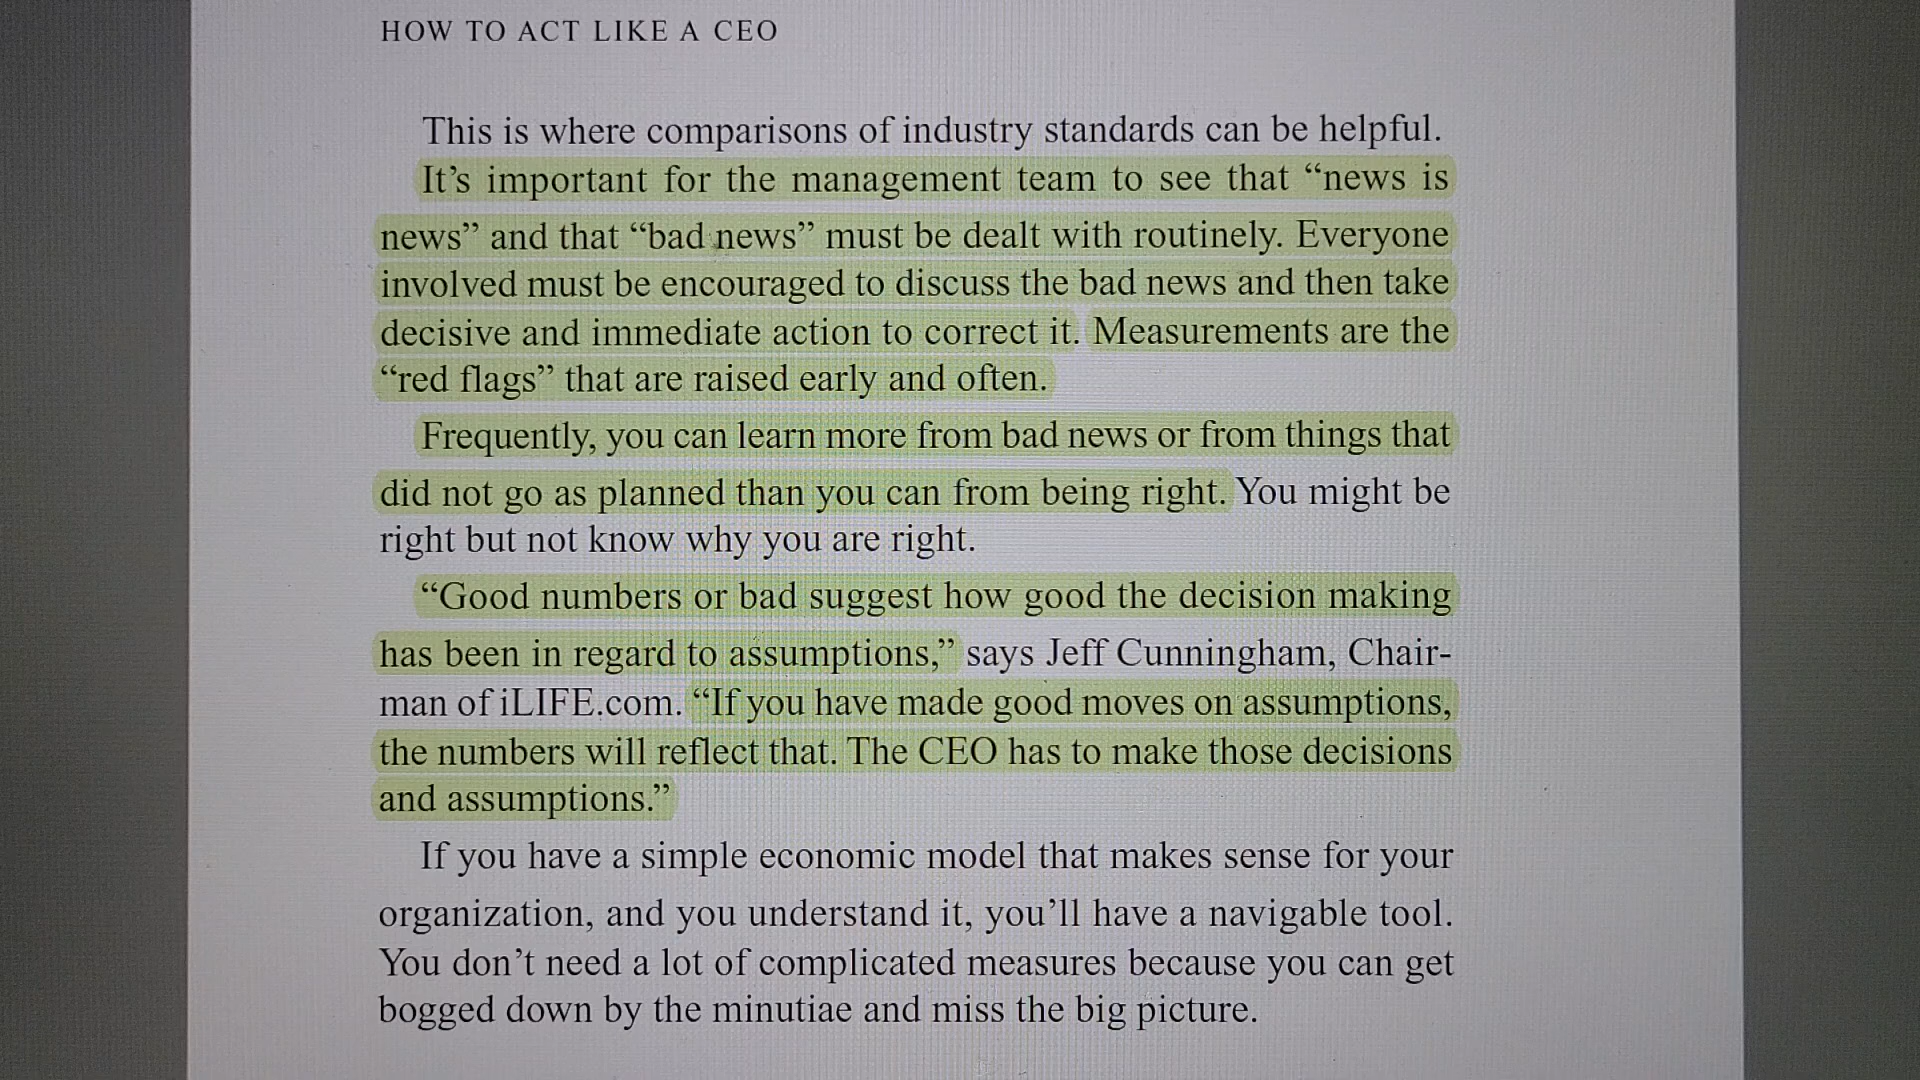 HOW TO ACT LIKE A CEO
This is where comparisons of industry standards can be helpful.
It’s important for the management team to see that “news is
news” and that “bad news” must be dealt with routinely. Everyone
involved must be encouraged to discuss the bad news and then take
decisive and immediate action to correct it. Measurements are the
“red flags” that are raised early and often.
Frequently, you can learn more from bad news or from things that
did not go as planned than you can from being right. You might be
right but not know why you are right.
“Good numbers or bad suggest how good the decision making
has been in regard to assumptions,” says Jeff Cunningham, Chair-
man of iLIFE.com. “If you have made good moves on assumptions,
the numbers will reflect that. The CEO has to make those decisions
and assumptions.”
If you have a simple economic model that makes sense for your
organization, and you understand it, you’ll have a navigable tool.
You don’t need a lot of complicated measures because you can get
bogged down by the minutiae and miss the big picture.